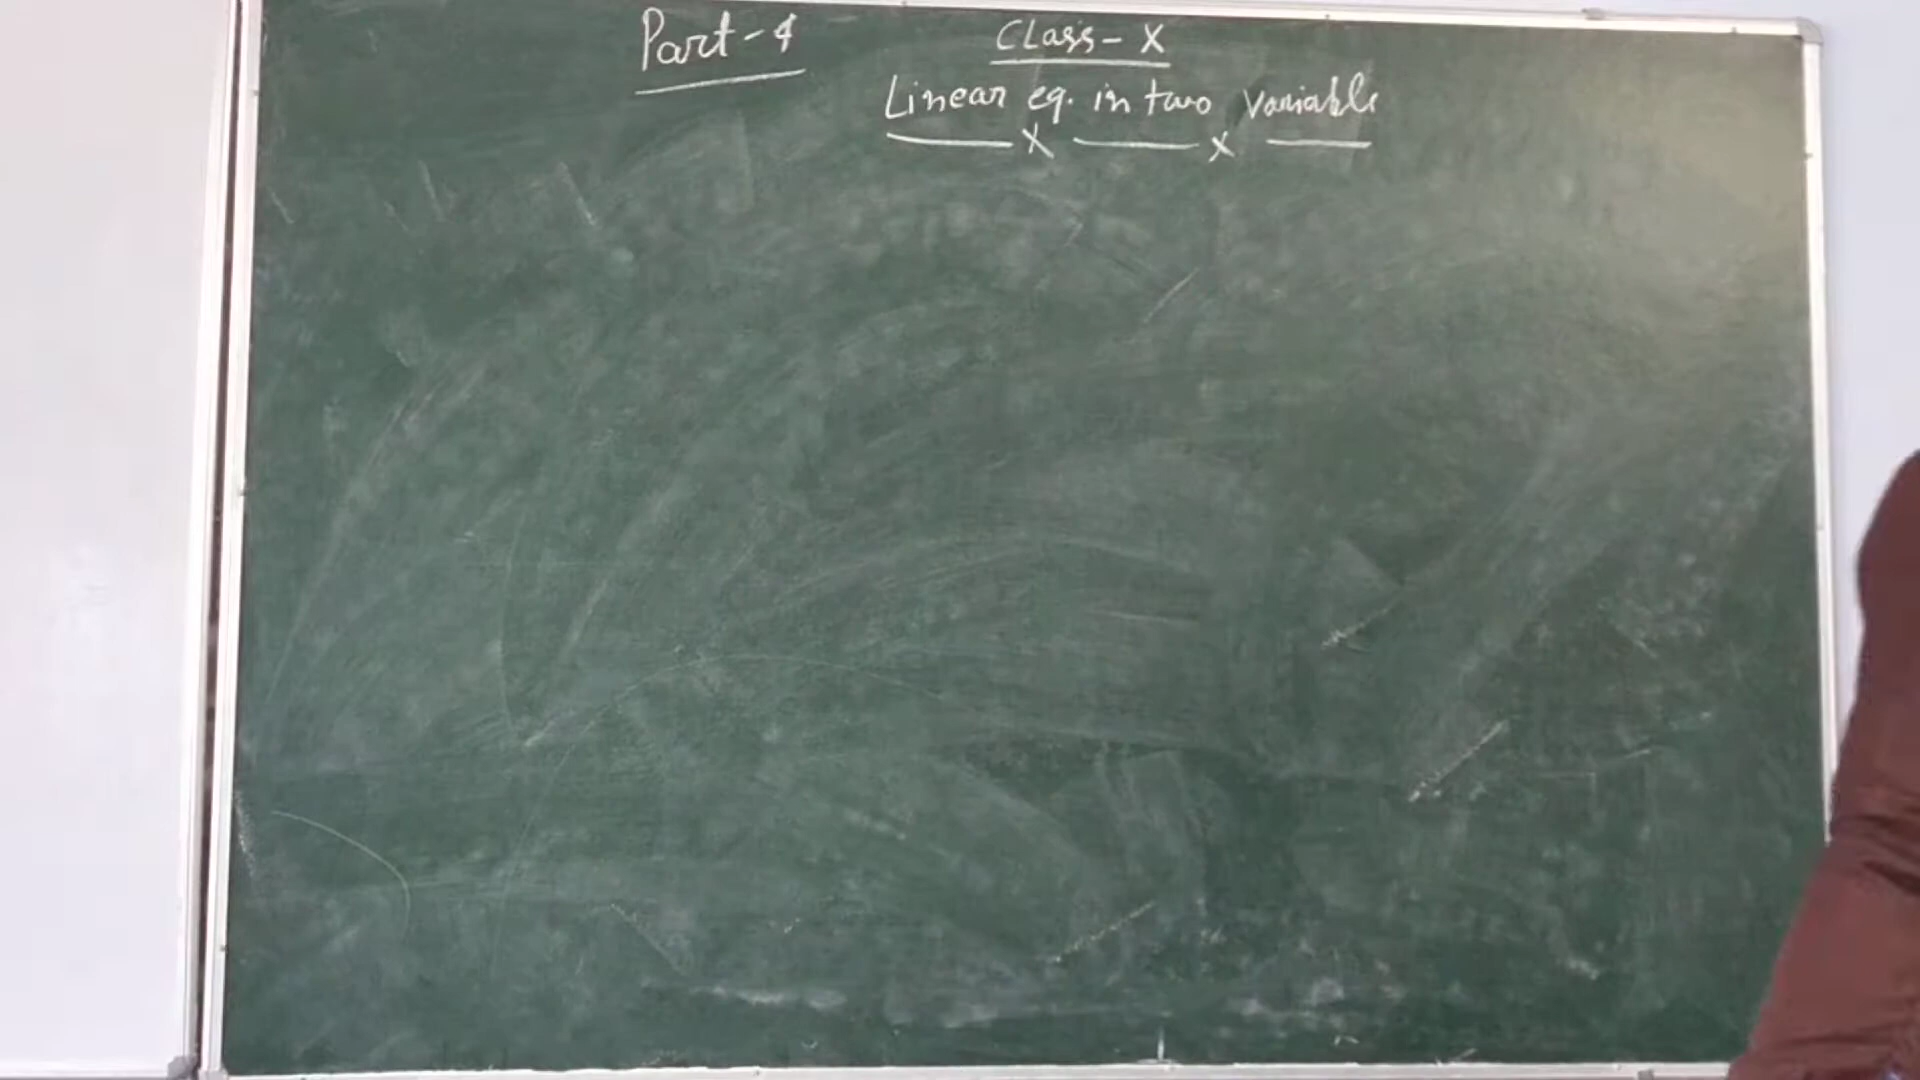 Part-4
Class-X
Linear eq. in two variable